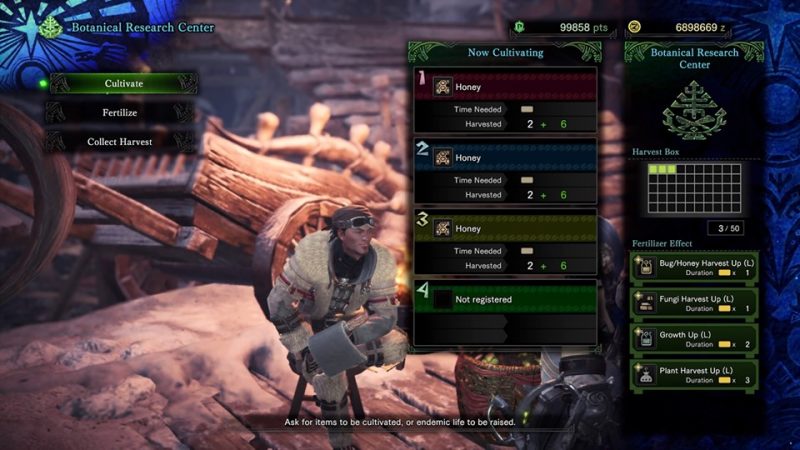 Botanical Research Center
99858 pts
6898669 z
Cultivate
Fertilize
Collect Harvest
Now Cultivating
1
Honey
Time Needed
Harvested 2 + 6
2
Honey
Time Needed
Harvested 2 + 6
3
Honey
Time Needed
Harvested 2 + 6
4
Not registered
Botanical Research
Center
Harvest Box
3 / 50
Fertilizer Effect
Bug/Honey Harvest Up (L)
Duration x 1
Fungi Harvest Up (L)
Duration x 1
Growth Up (L)
Duration x 2
Plant Harvest Up (L)
Duration x 3
Ask for items to be cultivated, or endemic life to be raised.